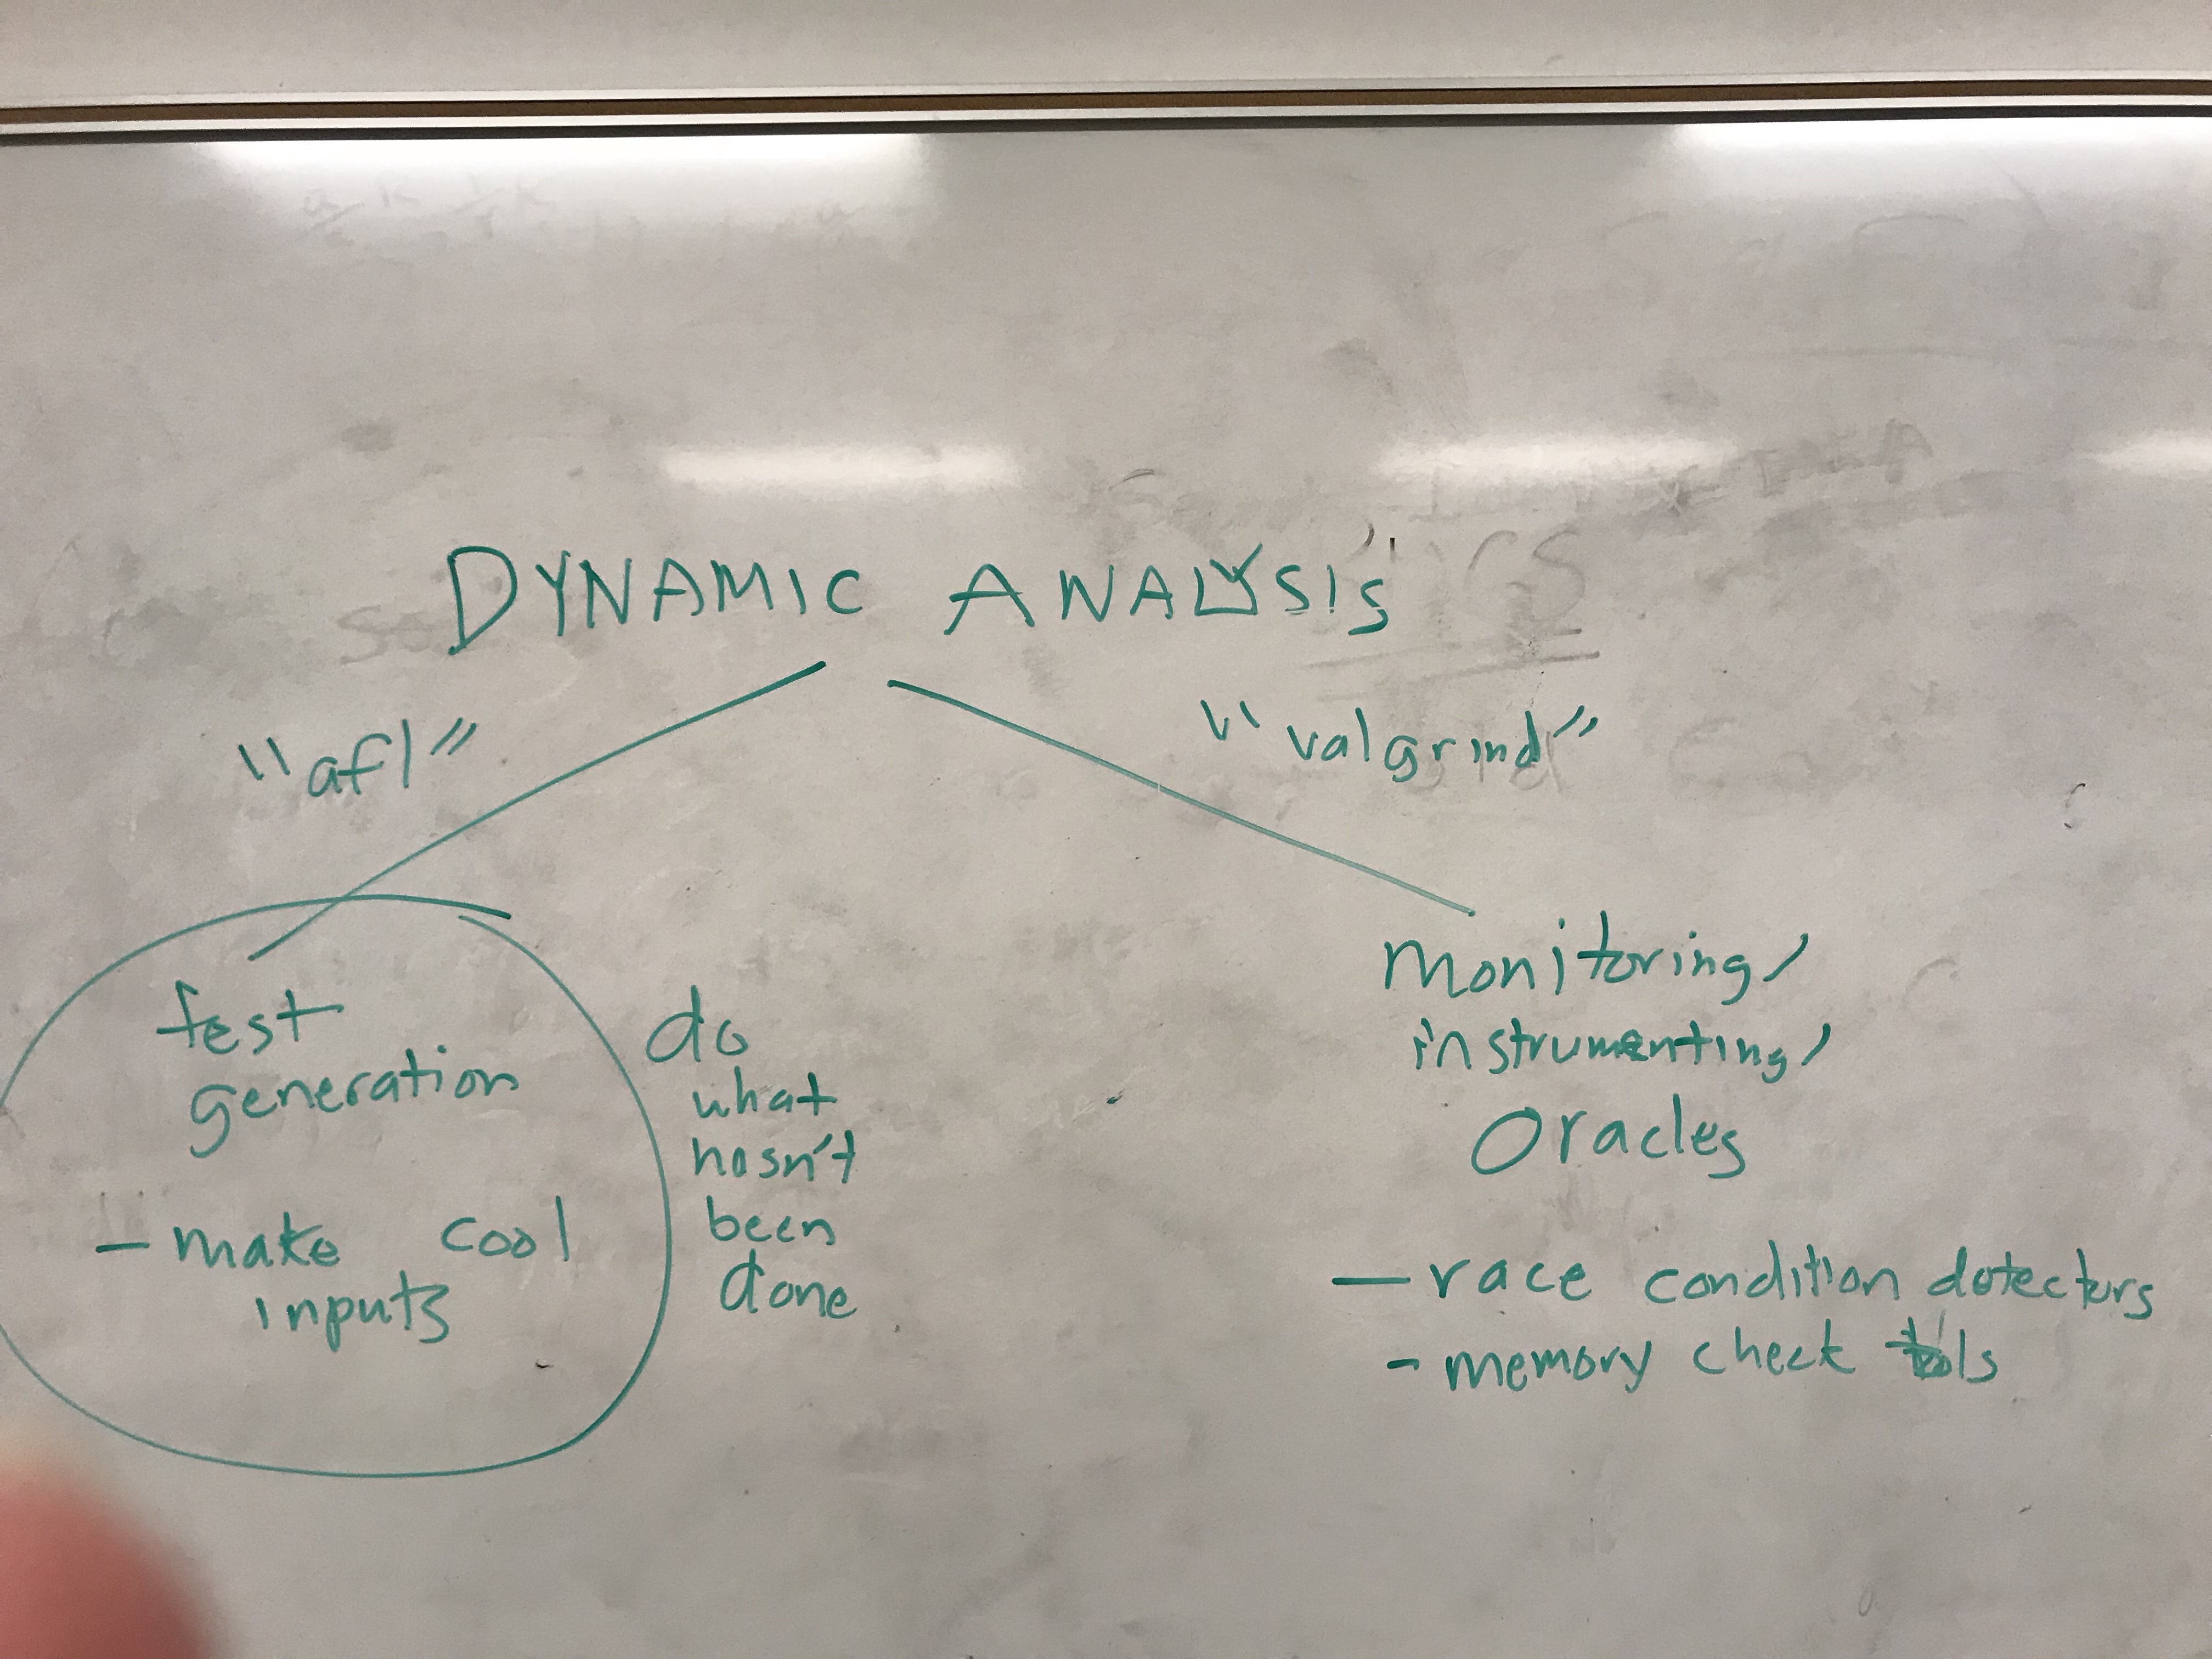 DYNAMIC ANALYSIS
"afl"
"valgrind"
test
generation
- make cool
inputs
do
what
hasn't
been
done
monitoring/
instrumenting/
Oracles
- race condition detectors
- memory check tools